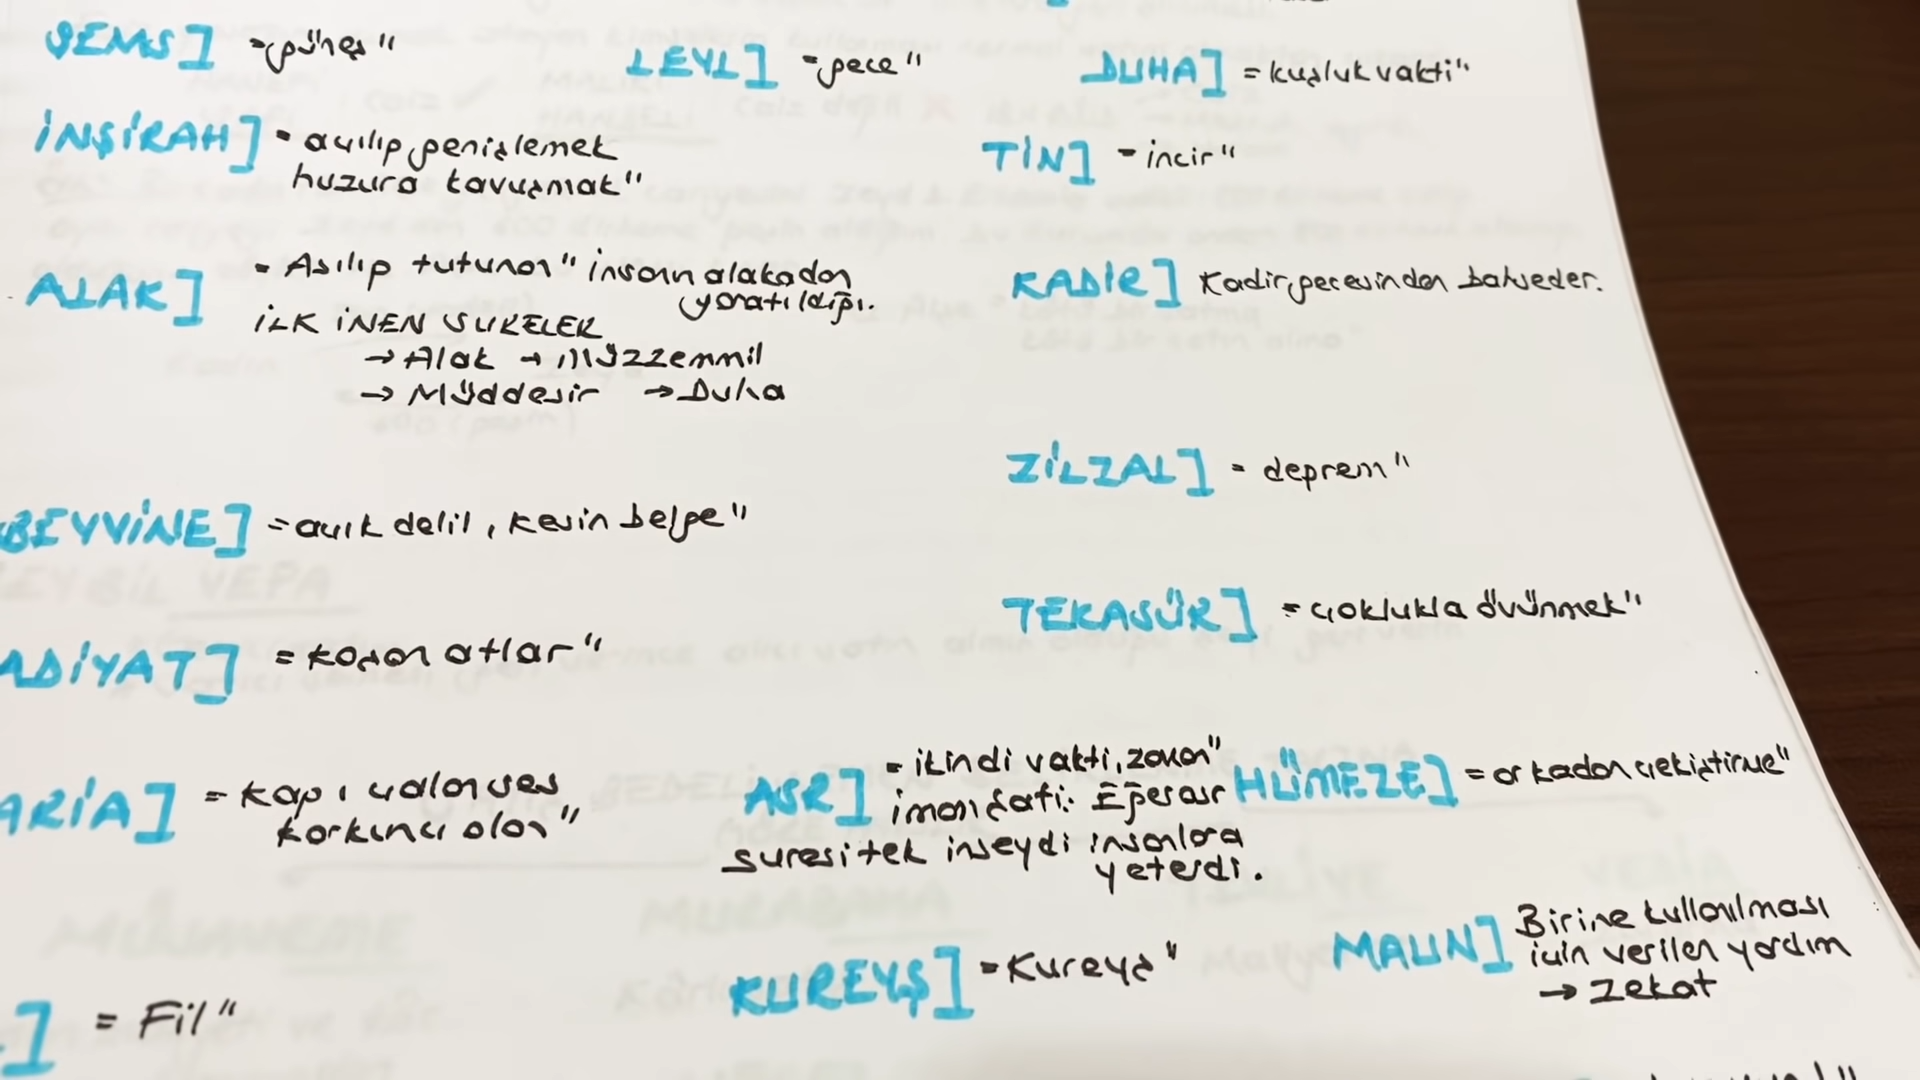 ŞEMS] "güneş"
LEYL] "gece"
DUHA] "kuşluk vakti"
İNŞİRAH] "açılıp, genişlemek
huzura kavuşmak"
TİN] "incir"
ALAK] "Asılıp tutunan" insanın alakadan
yaratıldığı.
İLK İNEN SURELER
→ Alak → Müzzemmil
→ Müddesir → Duha
KADİR] Kadir gecesinden bahseder.
ZİLZAL] "deprem"
BEYYİNE] "açık delil, kesin belge"
TEKASÜR] "çoklukla övünmek"
ADİYAT] "koşan atlar"
ARİA] "kapı çalan ses
korkunç olan"
ASR] "ikindi vakti, zaman"
imam Şafi: Eğer asr
suresi tek inseydi insanlara
yeterdi.
HÜMEZE] "arkadan çekiştirme"
KUREYŞ] "Kureyş"
MAUN] Birine kullanılması
için verilen yardım
→ zekat
] "Fil"